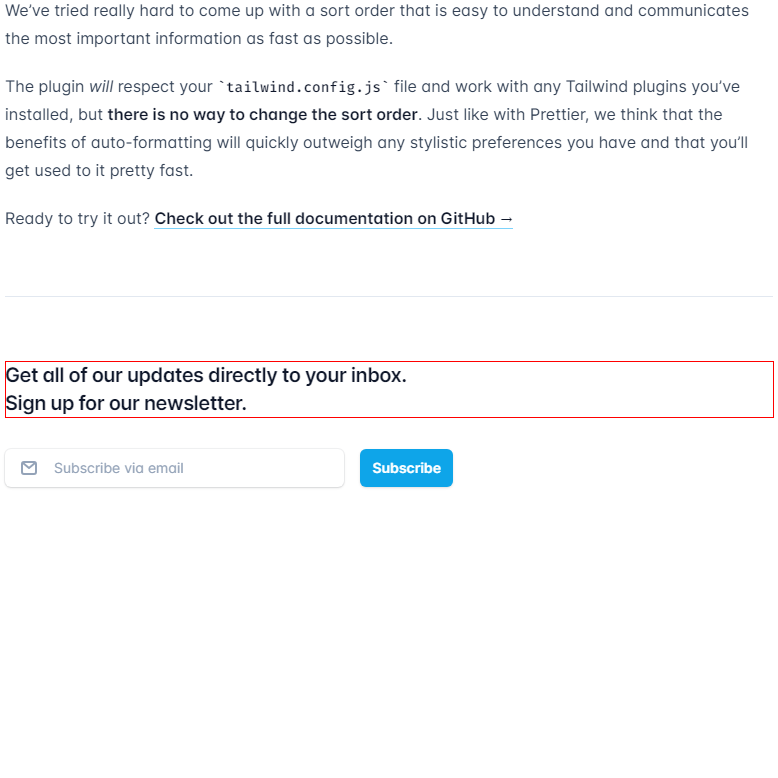 We’ve tried really hard to come up with a sort order that is easy to understand and communicates
the most important information as fast as possible.
The plugin will respect your `tailwind.config.js` file and work with any Tailwind plugins you’ve
installed, but there is no way to change the sort order. Just like with Prettier, we think that the
benefits of auto-formatting will quickly outweigh any stylistic preferences you have and that you’ll
get used to it pretty fast.
Ready to try it out? Check out the full documentation on GitHub →
Get all of our updates directly to your inbox.
Sign up for our newsletter.
Subscribe via email
Subscribe